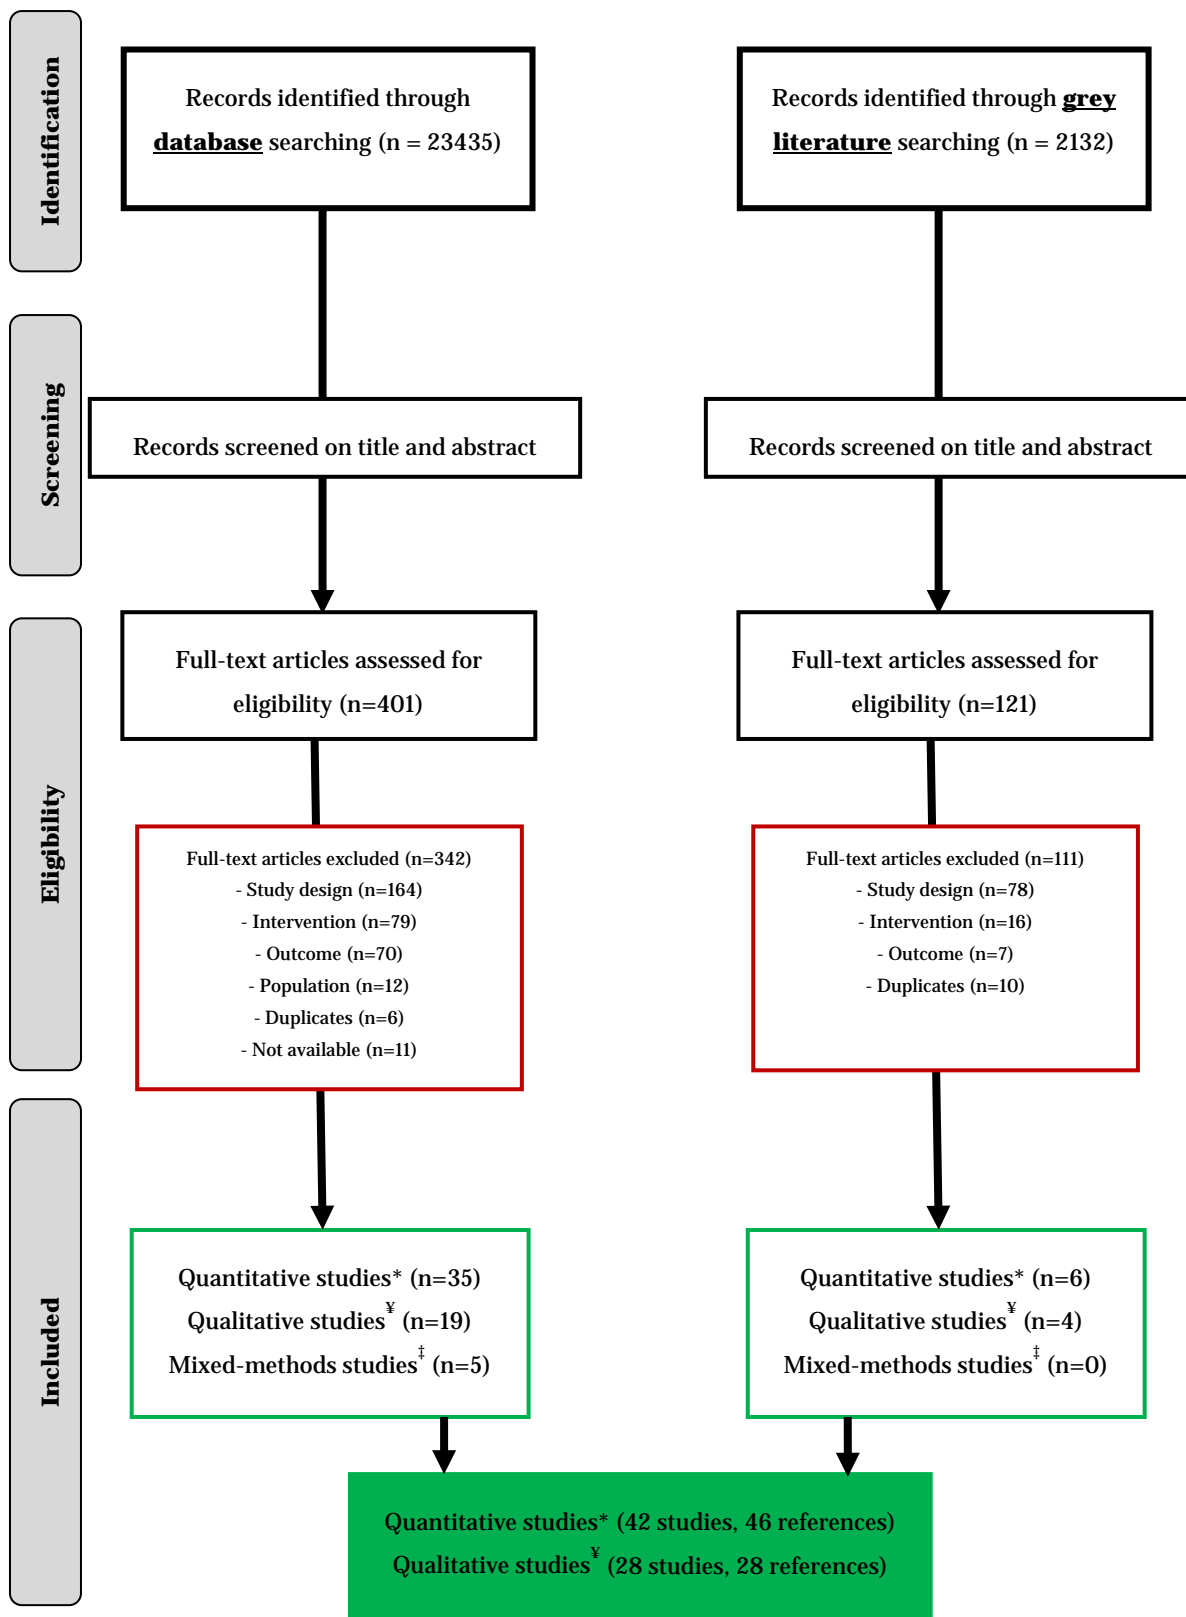 Identification
Records identified through
database searching (n = 23435)
Records identified through grey
literature searching (n = 2132)
Screening
Records screened on title and abstract
Records screened on title and abstract
Eligibility
Full-text articles assessed for
eligibility (n=401)
Full-text articles assessed for
eligibility (n=121)
Full-text articles excluded (n=342)
- Study design (n=164)
- Intervention (n=79)
- Outcome (n=70)
- Population (n=12)
- Duplicates (n=6)
- Not available (n=11)
Full-text articles excluded (n=111)
- Study design (n=78)
- Intervention (n=16)
- Outcome (n=7)
- Duplicates (n=10)
Included
Quantitative studies* (n=35)
Qualitative studies¥ (n=19)
Mixed-methods studies‡ (n=5)
Quantitative studies* (n=6)
Qualitative studies¥ (n=4)
Mixed-methods studies‡ (n=0)
Quantitative studies* (42 studies, 46 references)
Qualitative studies¥ (28 studies, 28 references)